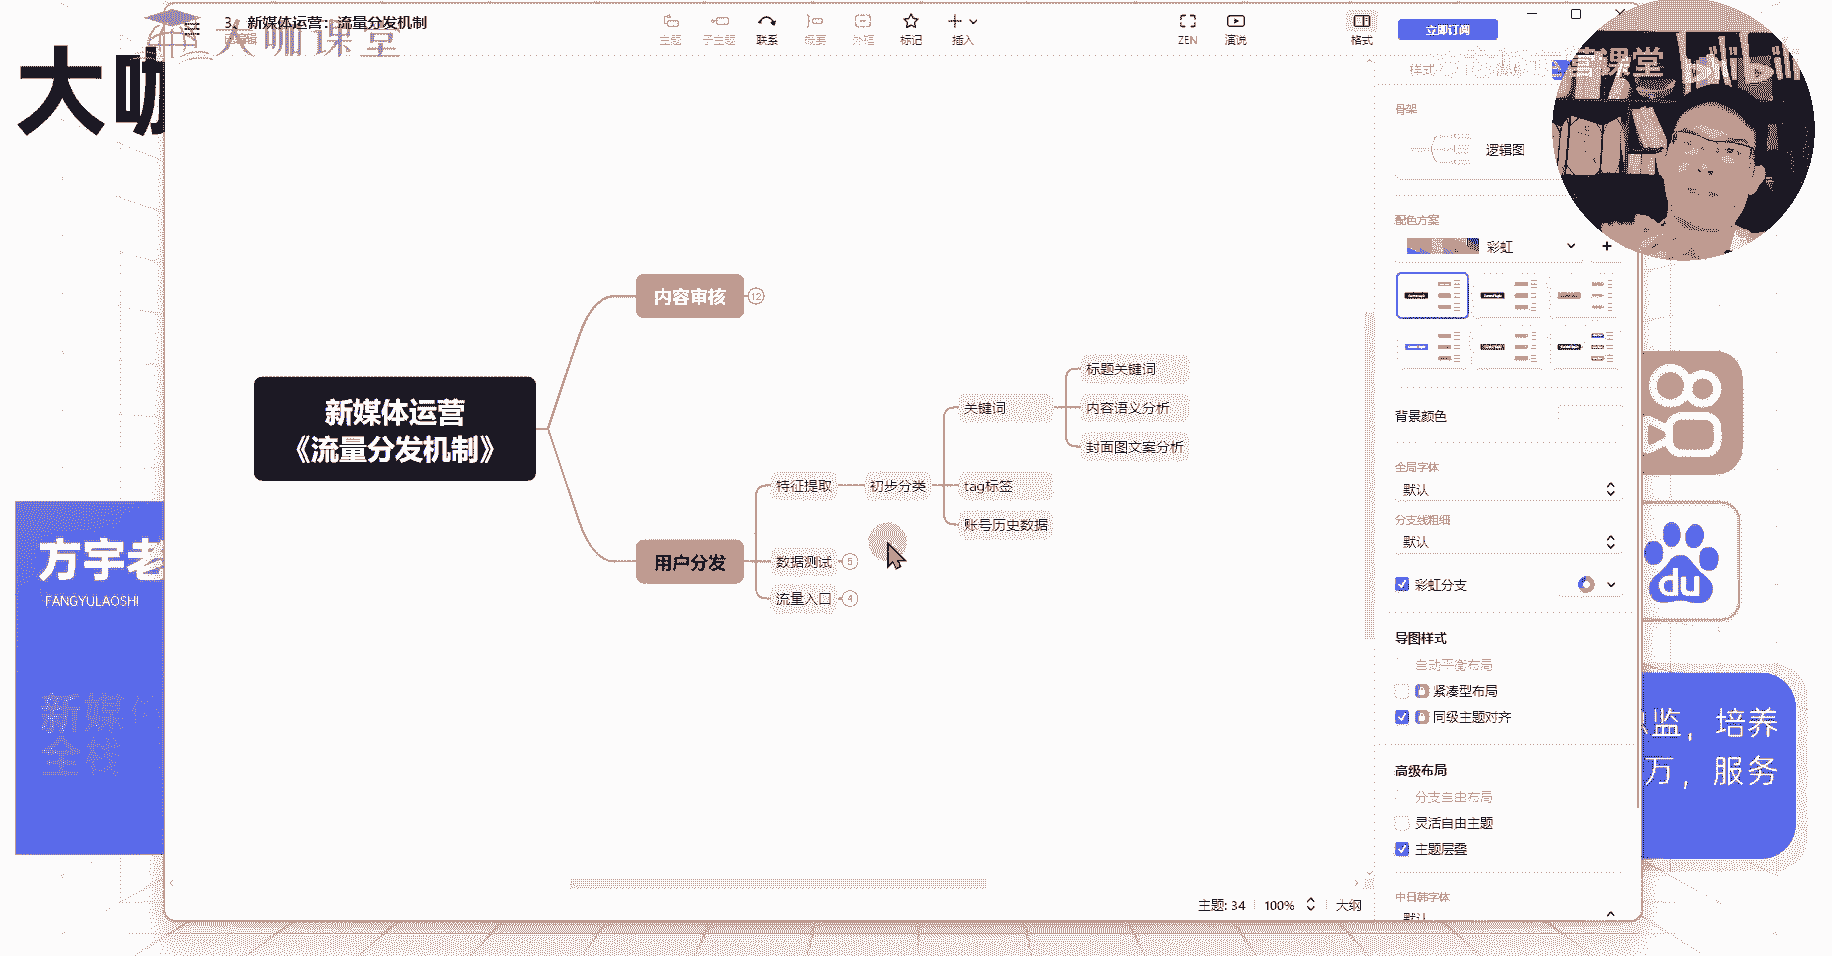 3、新媒体运营：流量分发机制
已编辑
大咖课堂
主题
子主题
联系
概要
外框
标记
插入
ZEN
演说
格式
立即订阅
大咖
样式
营课堂 bilibili
骨架
逻辑图
配色方案
彩虹
背景颜色
全局字体
默认
分支线粗细
默认
彩虹分支
导图样式
自动平衡布局
紧凑型布局
同级主题对齐
高级布局
分支自由布局
灵活自由主题
主题层叠
中日韩字体
默认
新媒体运营
《流量分发机制》
内容审核
12
用户分发
特征提取
初步分类
关键词
标题关键词
内容语义分析
封面图文案分析
tag标签
账号历史数据
数据测试
5
流量入口
4
主题: 34
100%
大纲
方宇老
FANGYULAOSHI
新媒体
全栈
du
总监，培养
万，服务